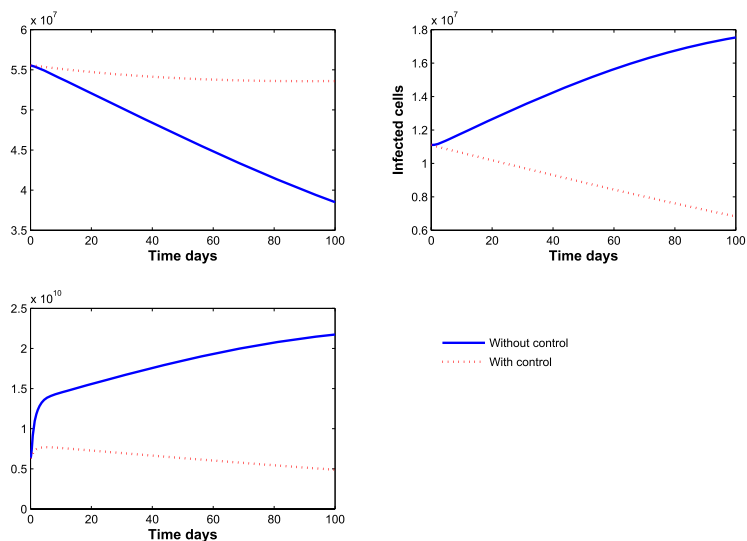 x 10^7
6
5.5
5
4.5
4
3.5
0 20 40 60 80 100
Time days
x 10^7
1.8
1.6
1.4
1.2
1
0.8
0.6
0 20 40 60 80 100
Infected cells
Time days
x 10^10
2.5
2
1.5
1
0.5
0
0 20 40 60 80 100
Time days
Without control
With control